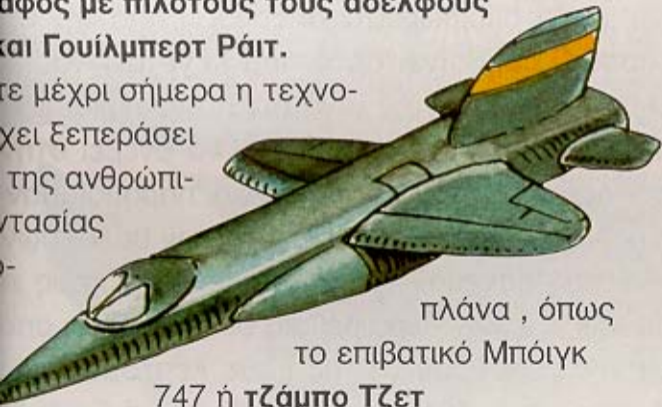 άφος με πιλότους τους αδελφούς
και Γουίλμπερτ Ράιτ.
τε μέχρι σήμερα η τεχνο-
χει ξεπεράσει
της ανθρώπι-
ντασίας
ο-
πλάνα , όπως
το επιβατικό Μπόιγκ
747 ή τζάμπο Τζετ